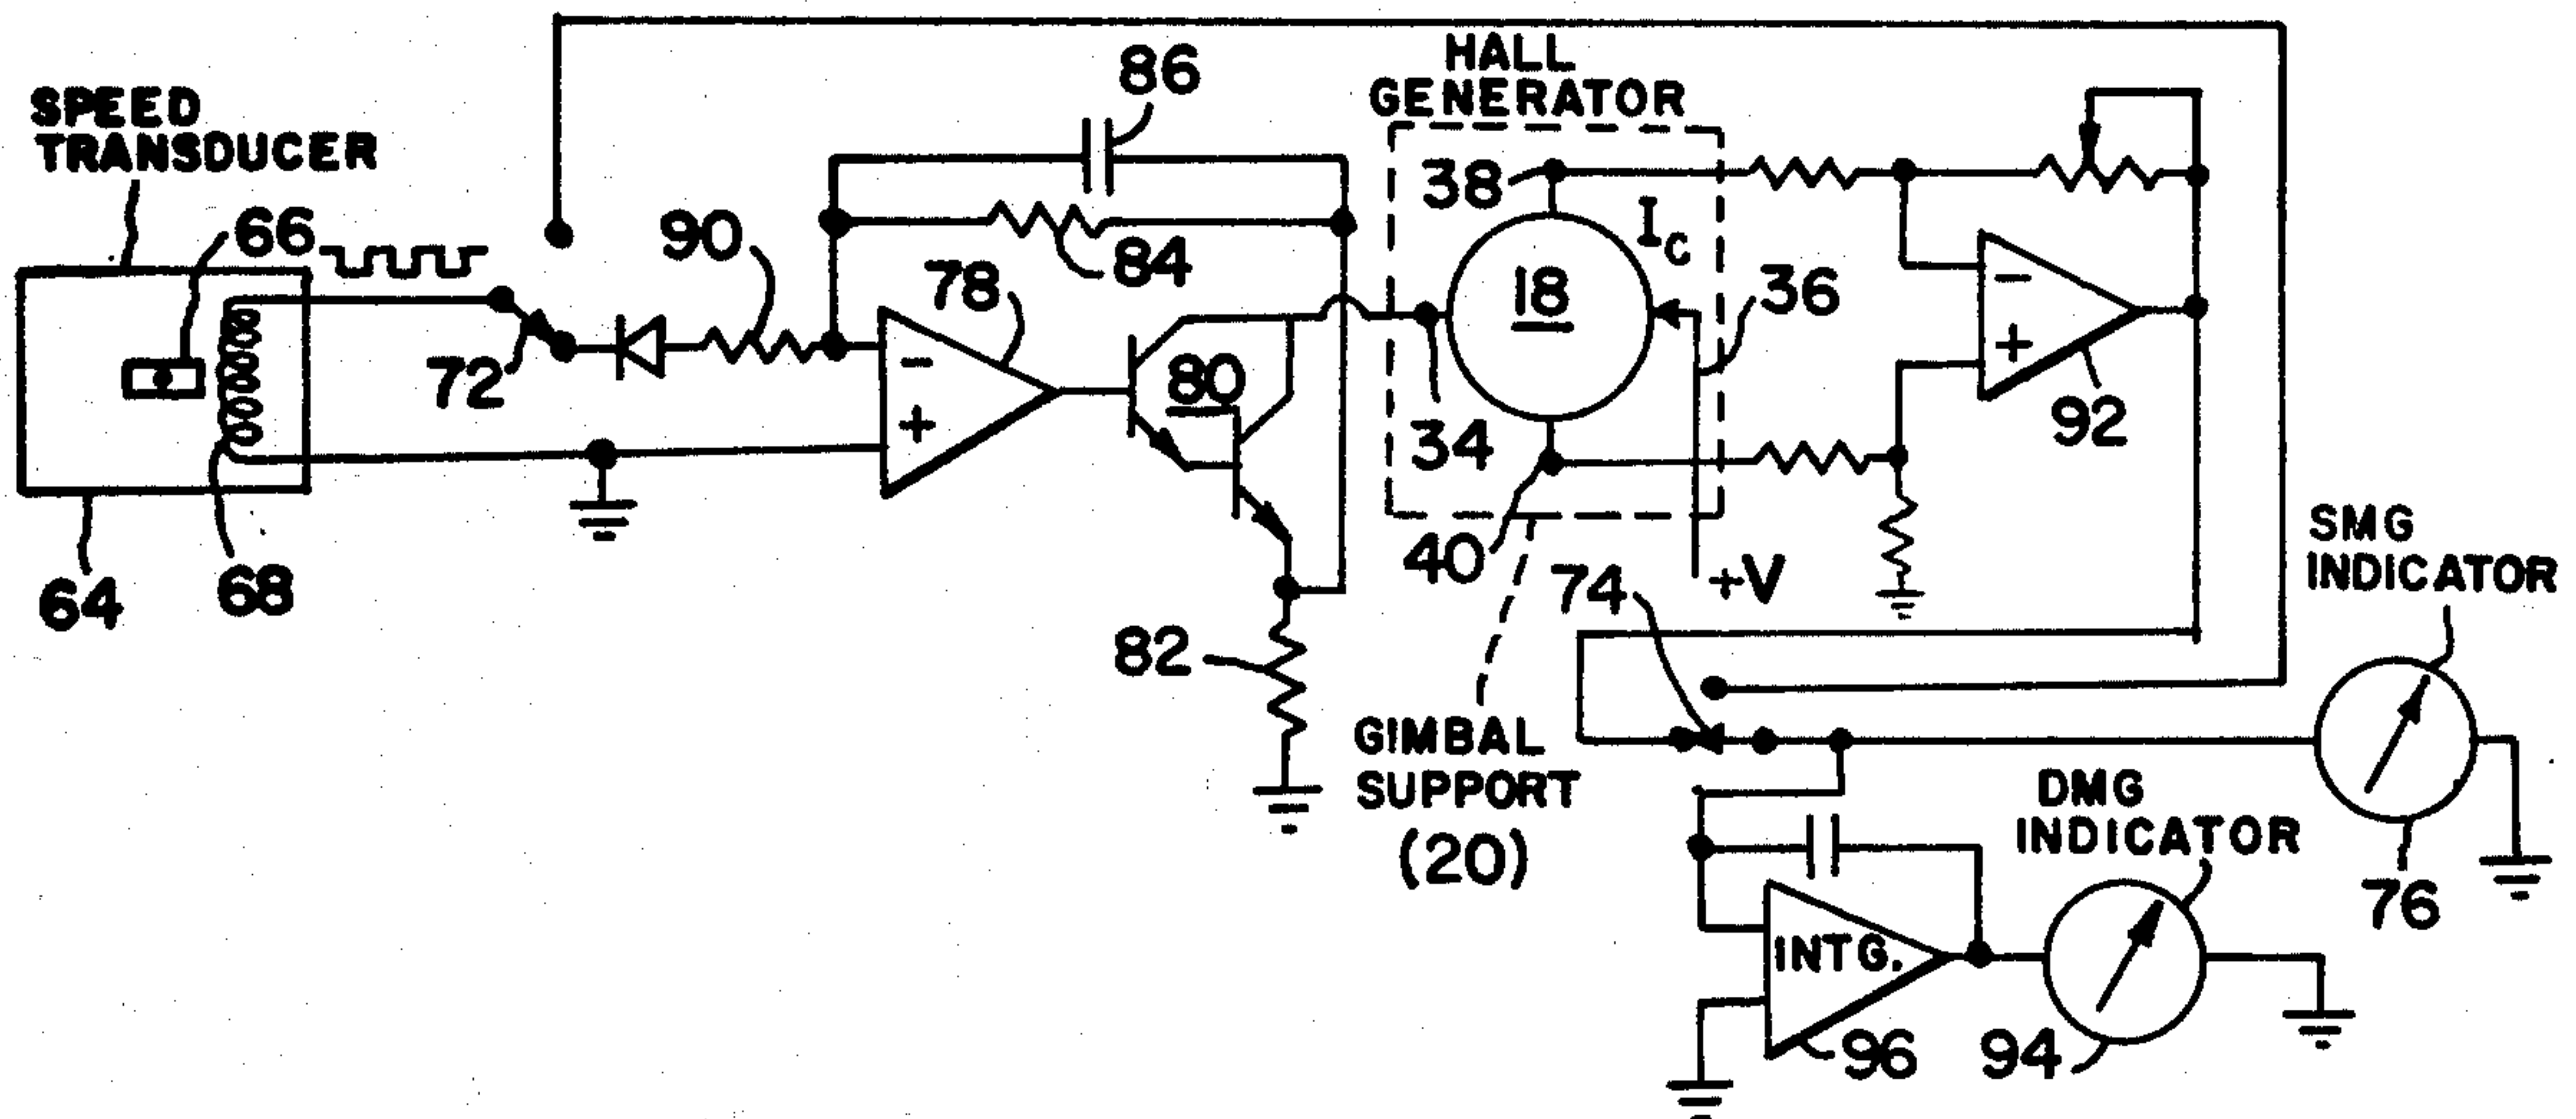 HALL
GENERATOR
86
SPEED
TRANSDUCER
38
66
90
I_C
84
78
18
36
72
80
34
92
40
+V
74
SMG
INDICATOR
64
68
82
GIMBAL
SUPPORT
(20)
DMG
INDICATOR
76
INTG.
96
94
-
+
-
+